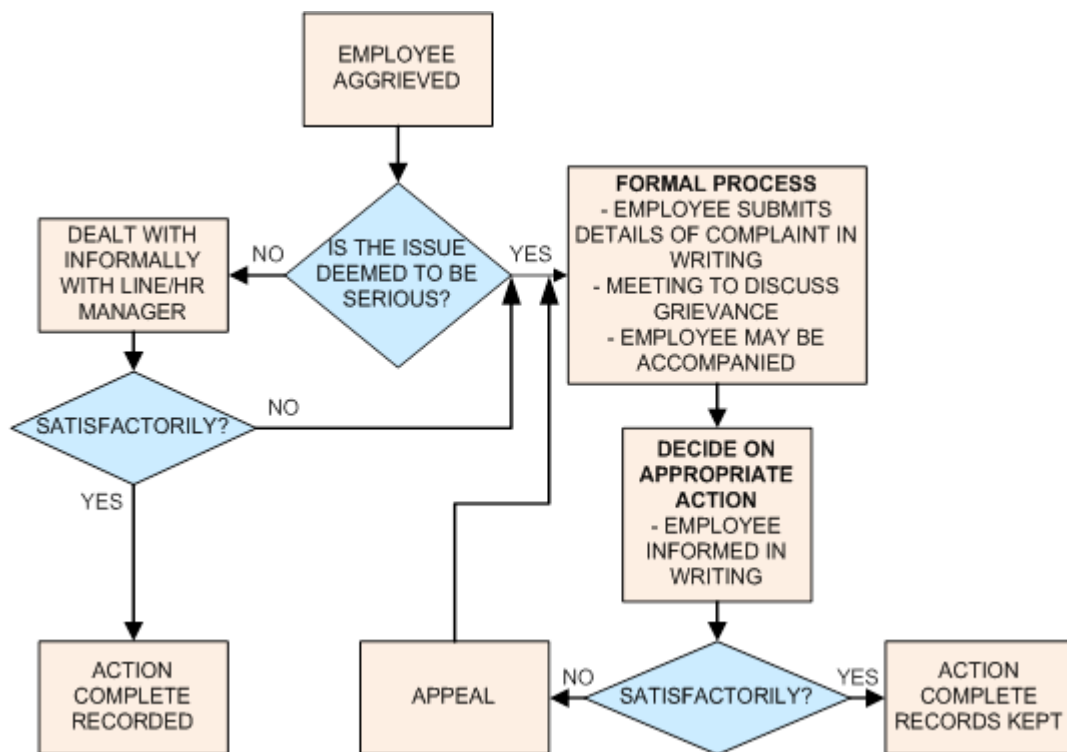 EMPLOYEE
AGGRIEVED
IS THE ISSUE
DEEMED TO BE
SERIOUS?
NO
YES
DEALT WITH
INFORMALLY
WITH LINE/HR
MANAGER
SATISFACTORILY?
NO
YES
ACTION
COMPLETE
RECORDED
FORMAL PROCESS
- EMPLOYEE SUBMITS
DETAILS OF COMPLAINT IN
WRITING
- MEETING TO DISCUSS
GRIEVANCE
- EMPLOYEE MAY BE
ACCOMPANIED
DECIDE ON
APPROPRIATE
ACTION
- EMPLOYEE
INFORMED IN
WRITING
SATISFACTORILY?
NO
YES
APPEAL
ACTION
COMPLETE
RECORDS KEPT